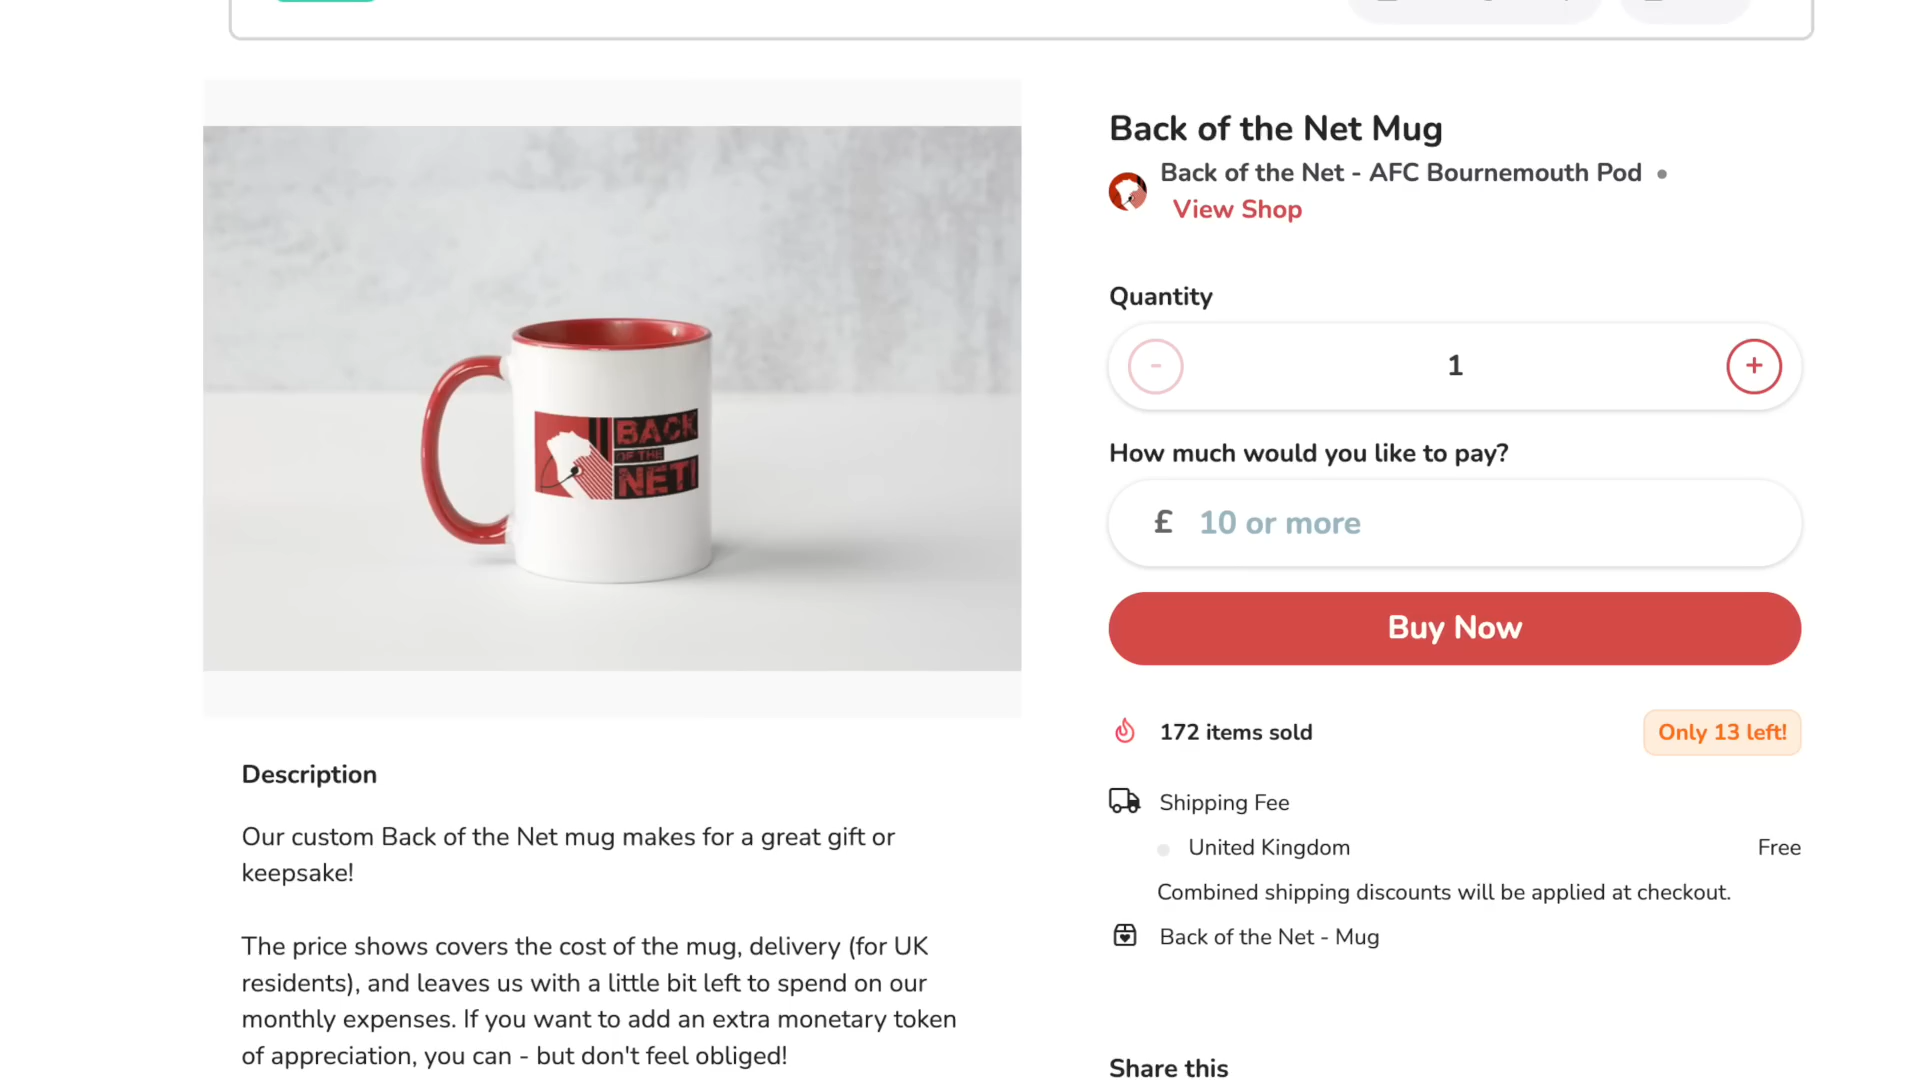 Back of the Net Mug
Back of the Net - AFC Bournemouth Pod •
View Shop
Quantity
- 1 +
How much would you like to pay?
£ 10 or more
Buy Now
172 items sold
Only 13 left!
Shipping Fee
United Kingdom Free
Combined shipping discounts will be applied at checkout.
Back of the Net - Mug
Share this
BACK
OF THE
NET!
Description
Our custom Back of the Net mug makes for a great gift or
keepsake!
The price shows covers the cost of the mug, delivery (for UK
residents), and leaves us with a little bit left to spend on our
monthly expenses. If you want to add an extra monetary token
of appreciation, you can - but don't feel obliged!